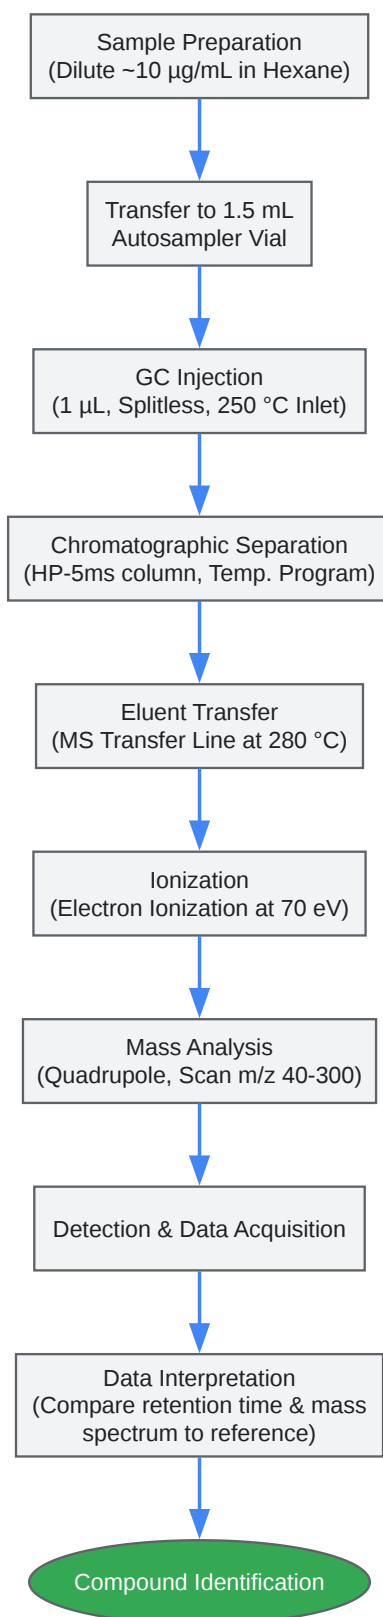 Sample Preparation
(Dilute ~10 µg/mL in Hexane)
Transfer to 1.5 mL
Autosampler Vial
GC Injection
(1 µL, Splitless, 250 °C Inlet)
Chromatographic Separation
(HP-5ms column, Temp. Program)
Eluent Transfer
(MS Transfer Line at 280 °C)
Ionization
(Electron Ionization at 70 eV)
Mass Analysis
(Quadrupole, Scan m/z 40-300)
Detection & Data Acquisition
Data Interpretation
(Compare retention time & mass
spectrum to reference)
Compound Identification